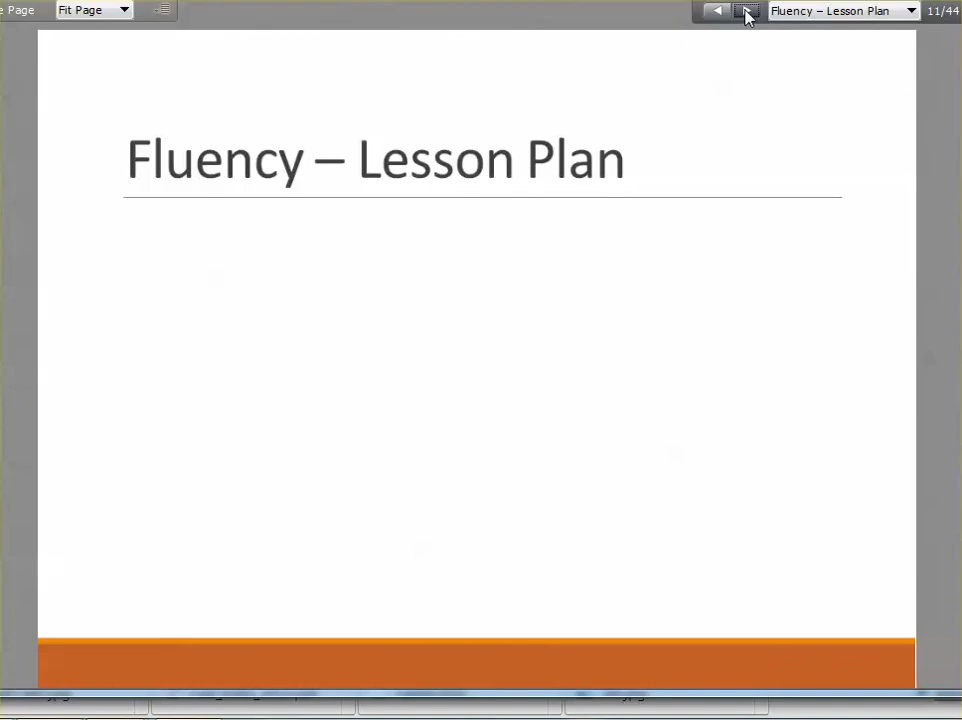 e Page
Fit Page
Fluency – Lesson Plan
11/44
Fluency – Lesson Plan